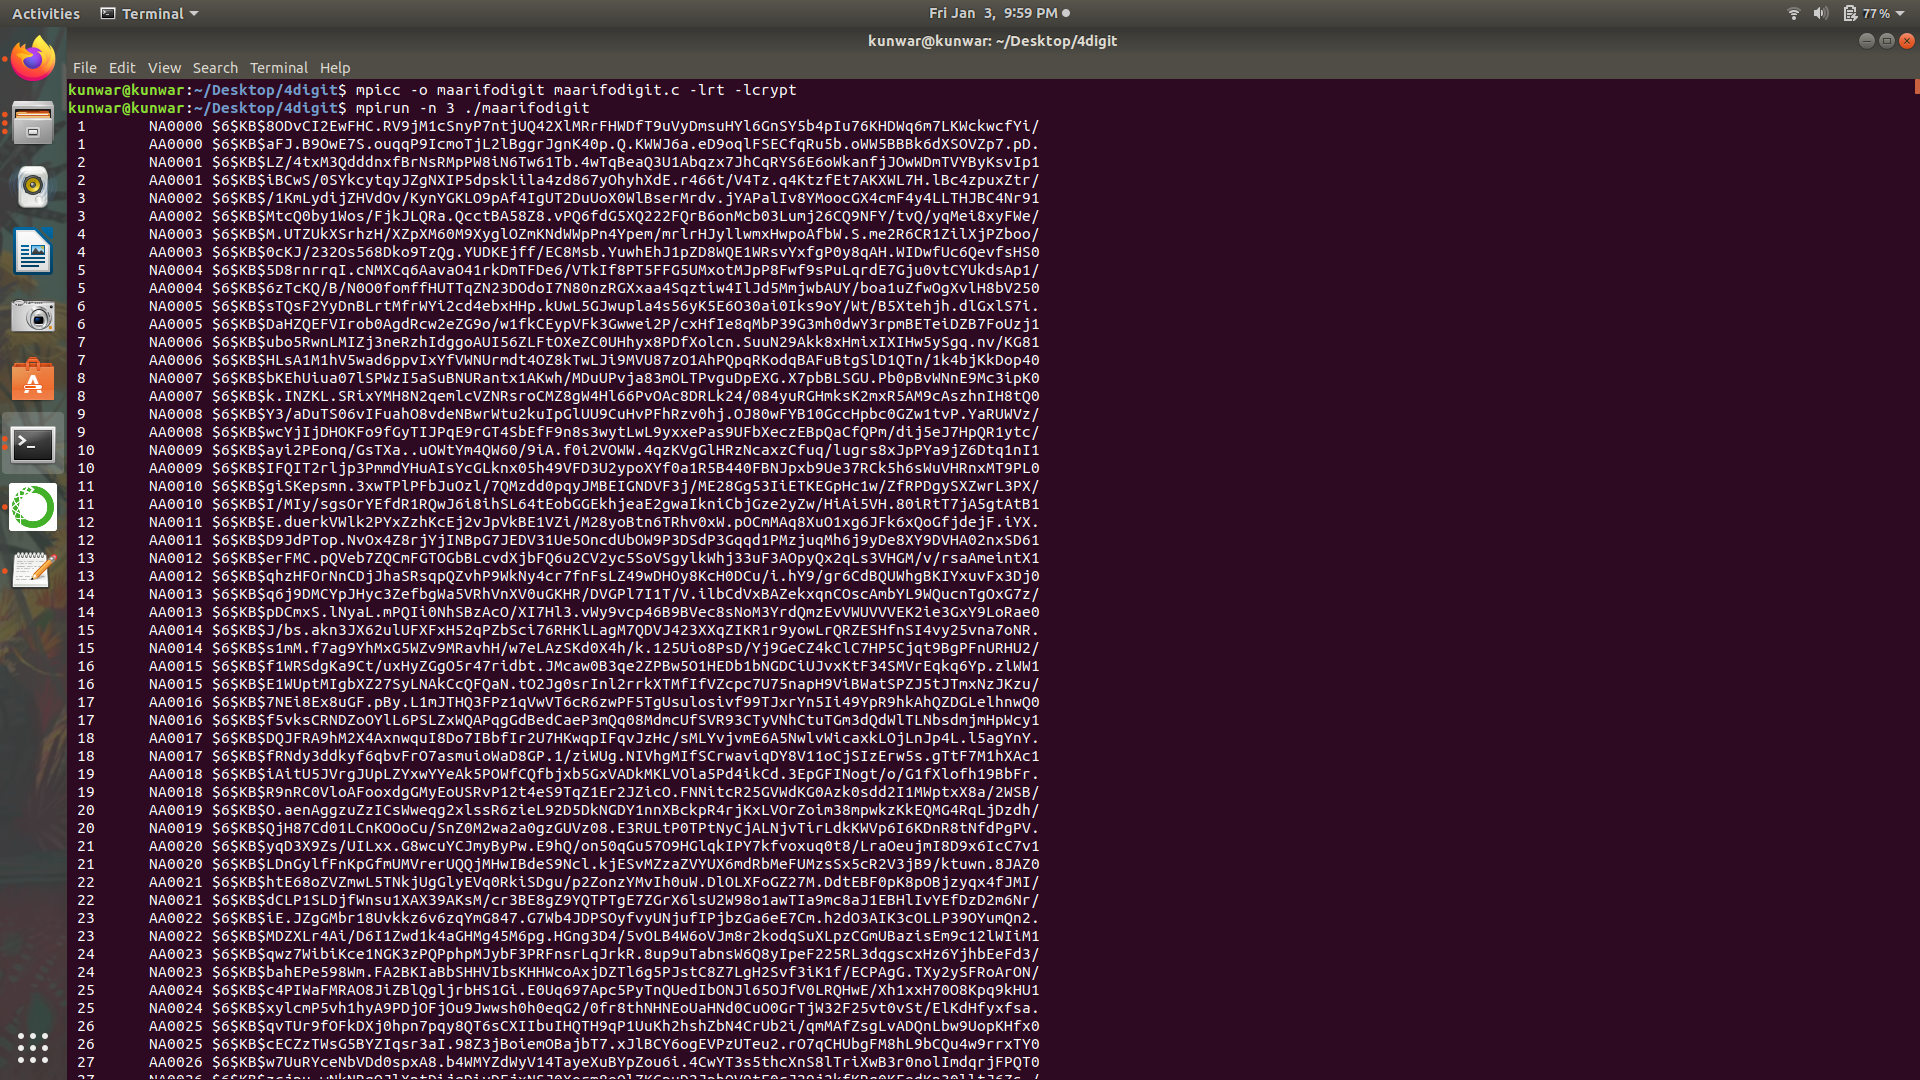 Activities
Terminal
Fri Jan 3, 9:59 PM
77 %
kunwar@kunwar: ~/Desktop/4digit
File Edit View Search Terminal Help
kunwar@kunwar:~/Desktop/4digit$ mpicc -o maarifodigit maarifodigit.c -lrt -lcrypt
kunwar@kunwar:~/Desktop/4digit$ mpirun -n 3 ./maarifodigit
1 NA0000 $6$KB$8ODvCI2EwFHC.RV9jM1cSnyP7ntjUQ42XlMRrFHWDfT9uVyDmsuHYl6GnSY5b4pIu76KHDWq6m7LKWckwcfYi/
1 AA0000 $6$KB$aFJ.B9OwE7S.ouqqP9IcmoTjL2lBggrJgnK40p.Q.KWWJ6a.eD9oqlFSECfqRu5b.oWW5BBBk6dXSOVZp7.pD.
2 NA0001 $6$KB$LZ/4txM3QdddnxfBrNsRMpPW8iN6Tw61Tb.4wTqBeaQ3U1Abqzx7JhCqRYS6E6oWkanfjJOwWDmTVYByKsvIp1
2 AA0001 $6$KB$iBCwS/0SYkcytqyJZgNXIP5dpsklila4zd867yOhyhXdE.r466t/V4Tz.q4KtzfEt7AKXWL7H.lBc4zpuxZtr/
3 NA0002 $6$KB$/1KmLydijZHVdOv/KynYGKLO9pAf4IgUT2DuUoX0WlBserMrdv.jYAPalIv8YMoocGX4cmF4y4LLTHJBC4Nr91
3 AA0002 $6$KB$MtcQ0by1Wos/FjkJLQRa.QcctBA58Z8.vPQ6fdG5XQ222FQrB6onMcb03Lumj26CQ9NFY/tvQ/yqMei8xyFWe/
4 NA0003 $6$KB$M.UTZUkXSrhzH/XZpXM60M9XyglOZmKNdWWpPn4Ypem/mrlrHJyllwmxHwpoAfbW.S.me2R6CR1ZilXjPZboo/
4 AA0003 $6$KB$0cKJ/232Os568Dko9TzQg.YUDKEjff/EC8Msb.YuwhEhJ1pZD8WQE1WRsvYxfgP0y8qAH.WIDwfUc6QevfsHS0
5 NA0004 $6$KB$5D8rnrrqI.cNMXCq6AavaO41rkDmTFDe6/VTkIf8PT5FFG5UMxotMJpP8Fwf9sPuLqrdE7Gju0vtCYUkdsAp1/
5 AA0004 $6$KB$6zTcKQ/B/N0O0fomffHUTTqZN23DOdoI7N80nzRGXxaa4Sqztiw4IlJd5MmjwbAUY/boa1uZfwOgXvlH8bV250
6 NA0005 $6$KB$sTQsF2YyDnBLrtMfrWYi2cd4ebxHHp.kUwL5GJwupla4s56yK5E6O30ai0Iks9oY/Wt/B5Xtehjh.dlGxlS7i.
6 AA0005 $6$KB$DaHZQEFVIrob0AgdRcw2eZG9o/w1fkCEypVFk3Gwwei2P/cxHfIe8qMbP39G3mh0dwY3rpmBETeiDZB7FoUzj1
7 NA0006 $6$KB$ubo5RwnLMIZj3neRzhIdggoAUI56ZLFtOXeZC0UHhyx8PDfXolcn.SuuN29Akk8xHmixIXIHw5ySgq.nv/KG81
7 AA0006 $6$KB$HLsA1M1hV5wad6ppvIxYfVWNUrmdt4OZ8kTwLJi9MVU87zO1AhPQpqRKodqBAFuBtgSlD1QTn/1k4bjKkDop40
8 NA0007 $6$KB$bKEhUiua07lSPWzI5aSuBNURantx1AKwh/MDuUPvja83mOLTPvguDpEXG.X7pbBLSGU.Pb0pBvWNnE9Mc3ipK0
8 AA0007 $6$KB$k.INZKL.SRixYMH8N2qemlcVZNRsroCMZ8gW4Hl66PvOAc8DRLk24/084yuRGHmksK2mxR5AM9cAszhnIH8tQ0
9 NA0008 $6$KB$Y3/aDuTS06vIFuahO8vdeNBwrWtu2kuIpGlUU9CuHvPFhRzv0hj.OJ80wFYB10GccHpbc0GZw1tvP.YaRUWVz/
9 AA0008 $6$KB$wcYjIjDHOKFo9fGyTIJPqE9rGT4SbEfF9n8s3wytLwL9yxxePas9UFbXeczEBpQaCfQPm/dij5eJ7HpQR1ytc/
10 NA0009 $6$KB$ayi2PEonq/GsTXa..uOWtYm4QW60/9iA.f0i2VOWW.4qzKVgGlHRzNcaxzCfuq/lugrs8xJpPYa9jZ6Dtq1nI1
10 AA0009 $6$KB$IFQIT2rljp3PmmdYHuAIsYcGLknx05h49VFD3U2ypoXYf0a1R5B440FBNJpxb9Ue37RCk5h6sWuVHRnxMT9PL0
11 NA0010 $6$KB$giSKepsmn.3xwTPlPFbJuOzl/7QMzdd0pqyJMBEIGNDVF3j/ME28Gg53IiETKEGpHc1w/ZfRPDgySXZwrL3PX/
11 AA0010 $6$KB$I/MIy/sgsOrYEfdR1RQwJ6i8ihSL64tEobGGEkhjeaE2gwaIkniCbjGze2yZw/HiAi5VH.80iRtT7jA5gtAtB1
12 NA0011 $6$KB$E.duerkVWlk2PYxZzhKcEj2vJpVkBE1VZi/M28yoBtn6TRhv0xW.pOCmMAq8XuO1xg6JFk6xQoGfjdejF.iYX.
12 AA0011 $6$KB$D9JdPTop.NvOx4Z8rjYjINBpG7JEDV31Ue5OncdUbOW9P3DSdP3Gqqd1PMzjuqMh6j9yDe8XY9DVHA02nxSD61
13 NA0012 $6$KB$erFMC.pQVeb7ZQCmFGTOGbBLcvdXjbFQ6u2CV2yc5SoVSgylkWhj33uF3AOpyQx2qLs3VHGM/v/rsaAmeintX1
13 AA0012 $6$KB$qhzHFOrNnCDjJhaSRsqpQZvhP9WkNy4cr7fnFsLZ49wDHOy8KcH0DCu/i.hY9/gr6CdBQUWhgBKIYxuvFx3Dj0
14 NA0013 $6$KB$q6j9DMCYpJHyc3ZefbgWa5VRhVnXV0uGKHR/DVGPl7I1T/V.ilbCdVxBAZekxqnCOscAmbYL9WQucnTgOxG7z/
14 AA0013 $6$KB$pDCmxS.lNyaL.mPQIi0NhSBzAcO/XI7Hl3.vWy9vcp46B9BVec8sNoM3YrdQmzEvVWUVVVEK2ie3GxY9LoRae0
15 AA0014 $6$KB$J/bs.akn3JX62ulUFXFxH52qPZbSci76RHKlLagM7QDVJ423XXqZIKR1r9yowLrQRZESHfnSI4vy25vna7oNR.
15 NA0014 $6$KB$s1mM.f7ag9YhMxG5WZv9MRavhH/w7eLAzSKd0X4h/k.125Uio8PsD/Yj9GeCZ4kClC7HP5Cjqt9BgPFnURHU2/
16 AA0015 $6$KB$f1WRSdgKa9Ct/uxHyZGgO5r47ridbt.JMcaw0B3qe2ZPBw5O1HEDb1bNGDCiUJvxKtF34SMVrEqkq6Yp.zlWW1
16 NA0015 $6$KB$E1WUptMIgbXZ27SyLNAkCcQFQaN.tO2Jg0srInl2rrkXTMfIfVZcpc7U75napH9ViBWatSPZJ5tJTmxNzJKzu/
17 AA0016 $6$KB$7NEi8Ex8uGF.pBy.L1mJTHQ3FPz1qVwVT6cR6zwPF5TgUsulosivf99TJxrYn5Ii49YpR9hkAhQZDGLelhnwQ0
17 NA0016 $6$KB$f5vksCRNDZoOYlL6PSLZxWQAPqgGdBedCaeP3mQq08MdmcUfSVR93CTyVNhCtuTGm3dQdWlTLNbsdmjmHpWcy1
18 AA0017 $6$KB$DQJFRA9hM2X4AxnwquI8Do7IBbfIr2U7HKwqpIFqvJzHc/sMLYvjvmE6A5NwlvWicaxkLOjLnJp4L.l5agYnY.
18 NA0017 $6$KB$fRNdy3ddkyf6qbvFrO7asmuioWaD8GP.1/ziWUg.NIVhgMIfSCrwaviqDY8V11oCjSIzErw5s.gTtF7M1hXAc1
19 AA0018 $6$KB$iAitU5JVrgJUpLZYxwYYeAk5POWfCQfbjxb5GxVADkMKLVOla5Pd4ikCd.3EpGFINogt/o/G1fXlofh19BbFr.
19 NA0018 $6$KB$R9nRC0VloAFooxdgGMyEoUSRvP12t4eS9TqZ1Er2JZicO.FNNitcR25GVWdKG0Azk0sdd2I1MWptxX8a/2WSB/
20 AA0019 $6$KB$O.aenAggzuZzICsWweqg2xlssR6zieL92D5DkNGDY1nnXBckpR4rjKxLVOrZoim38mpwkzKkEQMG4RqLjDzdh/
20 NA0019 $6$KB$QjH87Cd01LCnKOOoCu/SnZ0M2wa2a0gzGUVz08.E3RULtP0TPtNyCjALNjvTirLdkKWVp6I6KDnR8tNfdPgPV.
21 AA0020 $6$KB$yqD3X9Zs/UILxx.G8wcuYCJmyByPw.E9hQ/on50qGu57O9HGlqkIPY7kfvoxuq0t8/LraOeujmI8D9x6IcC7v1
21 NA0020 $6$KB$LDnGylfFnKpGfmUMVrerUQQjMHwIBdeS9Ncl.kjESvMZzaZVYUX6mdRbMeFUMzsSx5cR2V3jB9/ktuwn.8JAZ0
22 AA0021 $6$KB$htE68oZVZmwL5TNkjUgGlyEVq0RkiSDgu/p2ZonzYMvIh0uW.DlOLXFoGZ27M.DdtEBF0pK8pOBjzyqx4fJMI/
22 NA0021 $6$KB$dCLP1SLDjfWnsu1XAX39AKsM/cr3BE8gZ9YQTPTgE7ZGrX6lsU2W98o1awTIa9mc8aJ1EBHlIvYEfDzD2m6Nr/
23 AA0022 $6$KB$iE.JZgGMbr18Uvkkz6v6zqYmG847.G7Wb4JDPSOyfvyUNjufIPjbzGa6eE7Cm.h2dO3AIK3cOLLP39OYumQn2.
23 NA0022 $6$KB$MDZXLr4Ai/D6I1Zwd1k4aGHMg45M6pg.HGng3D4/5vOLB4W6oVJm8r2kodqSuXLpzCGmUBazisEm9c12lWIiM1
24 AA0023 $6$KB$qwz7WibiKce1NGK3zPQPphpMJybF3PRFnsrLqJrkR.8up9uTabnsW6Q8yIpeF225RL3dqgscxHz6YjhbEeFd3/
24 NA0023 $6$KB$bahEPe598Wm.FA2BKIaBbSHHVIbsKHHWcoAxjDZTl6g5PJstC8Z7LgH2Svf3iK1f/ECPAgG.TXy2ySFRoArON/
25 AA0024 $6$KB$c4PIWaFMRAO8JiZBlQgljrbHS1Gi.E0Uq697Apc5PyTnQUedIbONJl65OJfV0LRQHwE/Xh1xxH70O8Kpq9kHU1
25 NA0024 $6$KB$xylcmP5vh1hyA9PDjOFjOu9Jwwsh0h0eqG2/0fr8thNHNEoUaHNd0CuO0GrTjW32F25vt0vSt/ElKdHfyxfsa.
26 AA0025 $6$KB$qvTUr9fOFkDXj0hpn7pqy8QT6sCXIIbuIHQTH9qP1UuKh2hshZbN4CrUb2i/qmMAfZsgLvADQnLbw9UopKHfx0
26 NA0025 $6$KB$cECZzTWsG5BYZIqsr3aI.98Z3jBoiemOBajbT7.xJlBCY6ogEVPzUTeu2.rO7qCHUbgFM8hL9bCQu4w9rrxTY0
27 AA0026 $6$KB$w7UuRYceNbVDd0spxA8.b4WMYZdWyV14TayeXuBYpZou6i.4CwYT3s5thcXnS8lTriXwB3r0nolImdqrjFPQT0